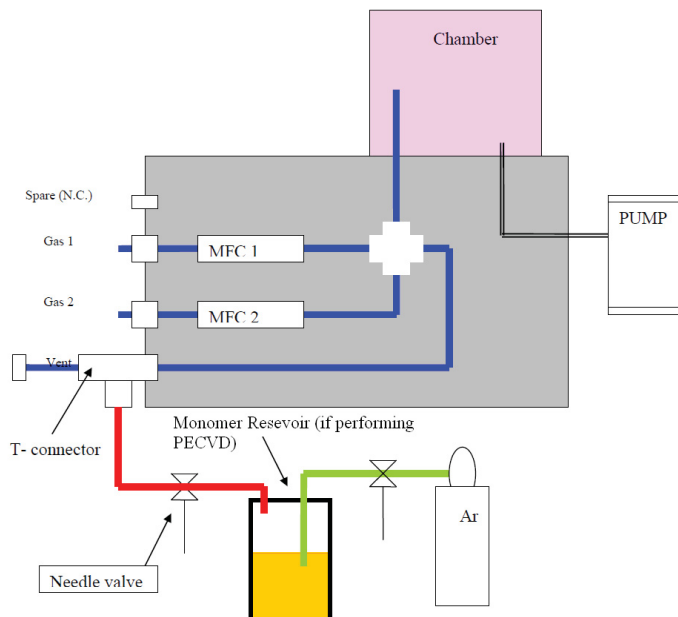 Chamber
Spare (N.C.)
PUMP
Gas 1
MFC 1
Gas 2
MFC 2
Vent
Monomer Resevoir (if performing
PECVD)
T- connector
Ar
Needle valve